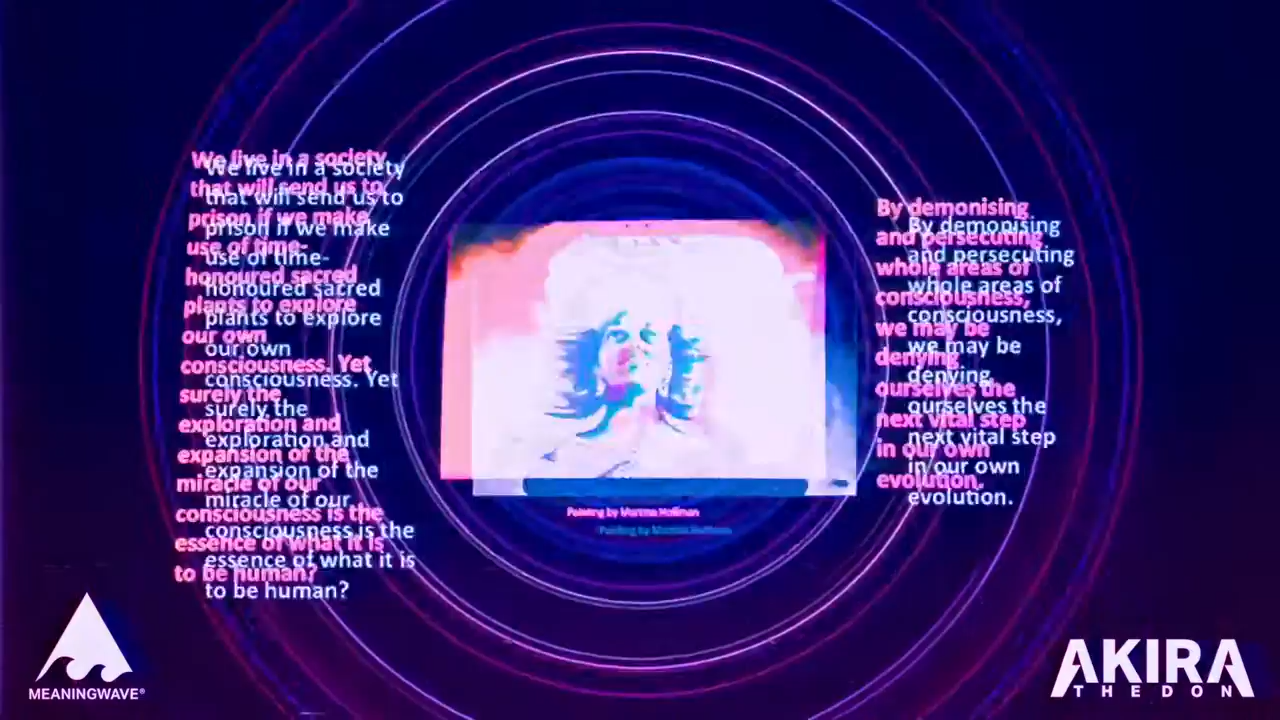 We live in a society
that will send us to
prison if we make
use of time-
honoured sacred
plants to explore
our own
consciousness. Yet
surely the
exploration and
expansion of the
miracle of our
consciousness is the
essence of what it is
to be human?
By demonising
and persecuting
whole areas of
consciousness,
we may be
denying
ourselves the
next vital step
in our own
evolution.
Painting by Martina Hoffman
MEANINGWAVE®
AKIRA
THEDON